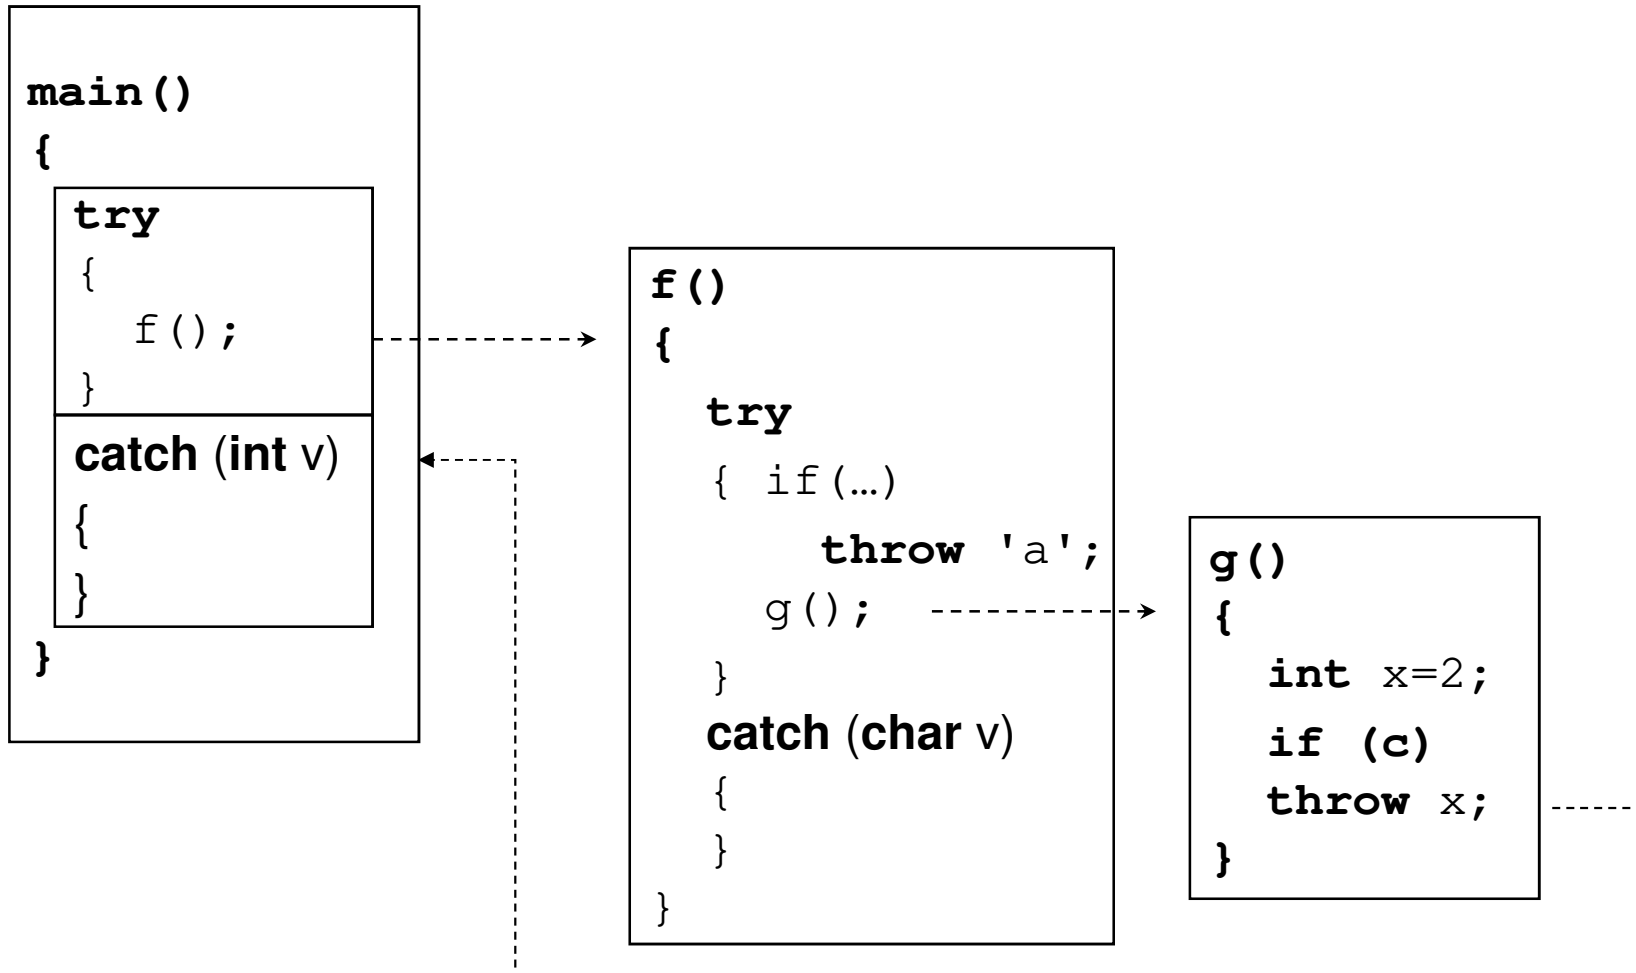 main()
{
try
{
f();
}
catch (int v)
{
}
}
f()
{
try
{ if(…)
throw 'a';
g();
}
catch (char v)
{
}
}
g()
{
int x=2;
if (c)
throw x;
}